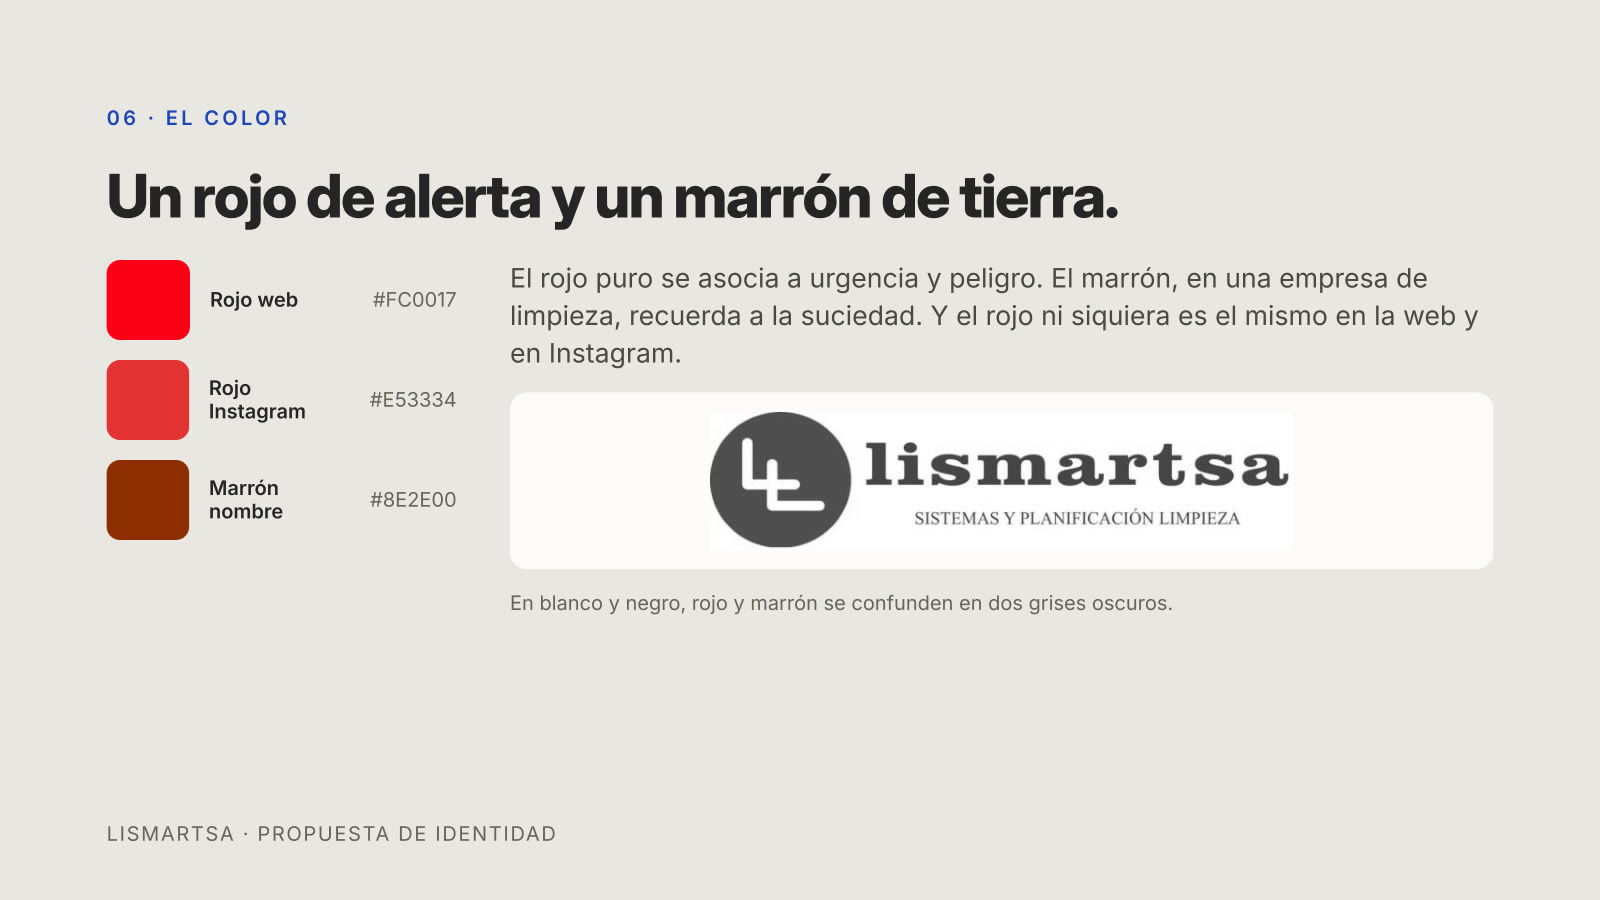 06 · EL COLOR
Un rojo de alerta y un marrón de tierra.
Rojo web #FC0017
Rojo
Instagram
#E53334
Marrón
nombre
#8E2E00
El rojo puro se asocia a urgencia y peligro. El marrón, en una empresa de
limpieza, recuerda a la suciedad. Y el rojo ni siquiera es el mismo en la web y
en Instagram.
lismartsa
SISTEMAS Y PLANIFICACIÓN LIMPIEZA
En blanco y negro, rojo y marrón se confunden en dos grises oscuros.
LISMARTSA · PROPUESTA DE IDENTIDAD